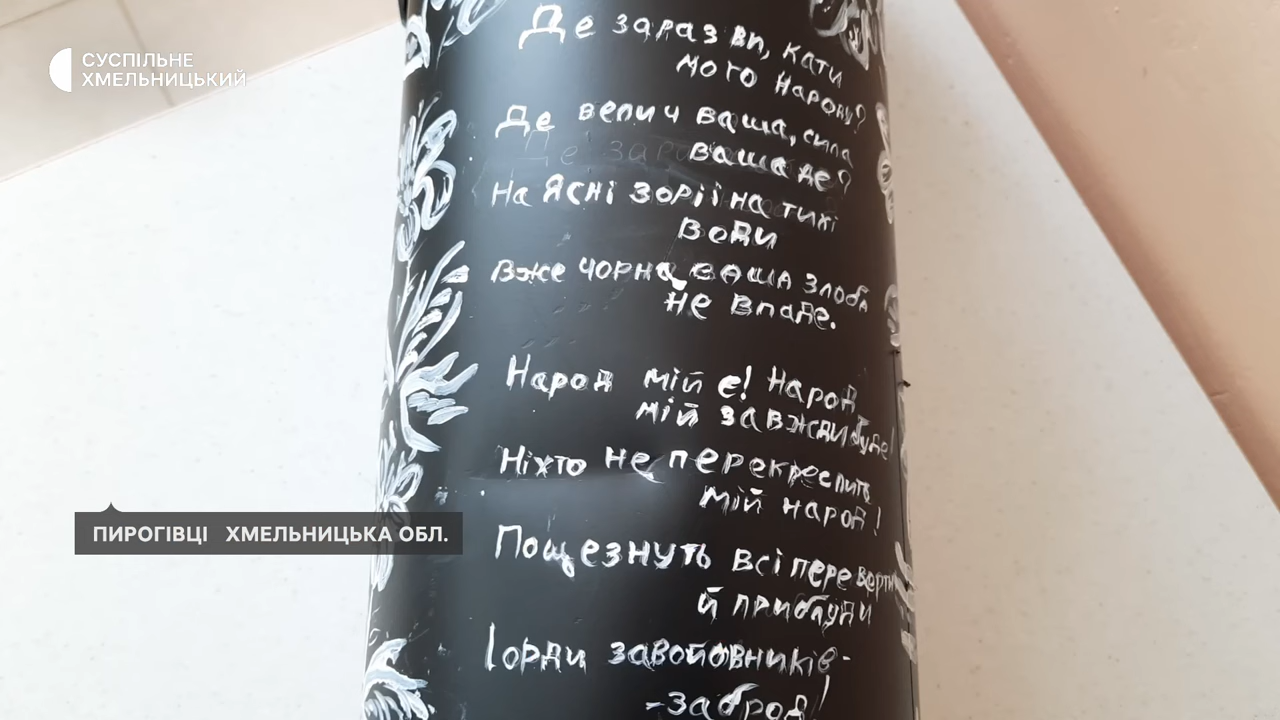 СУСПІЛЬНЕ
ХМЕЛЬНИЦЬКИЙ
Де зараз ви, кати
мого народу?
Де велич ваша, сила
ваша де?
На ясні зорі і на тихі
води
Вже чорна ваша злоба
не впаде.
Народ мій є! Народ
мій завжди буде!
Ніхто не перекреслить
мій народ!
Пощезнуть всі перевертні
й приблуди
І орди завойовників-
-заброд!
ПИРОГІВЦІ ХМЕЛЬНИЦЬКА ОБЛ.